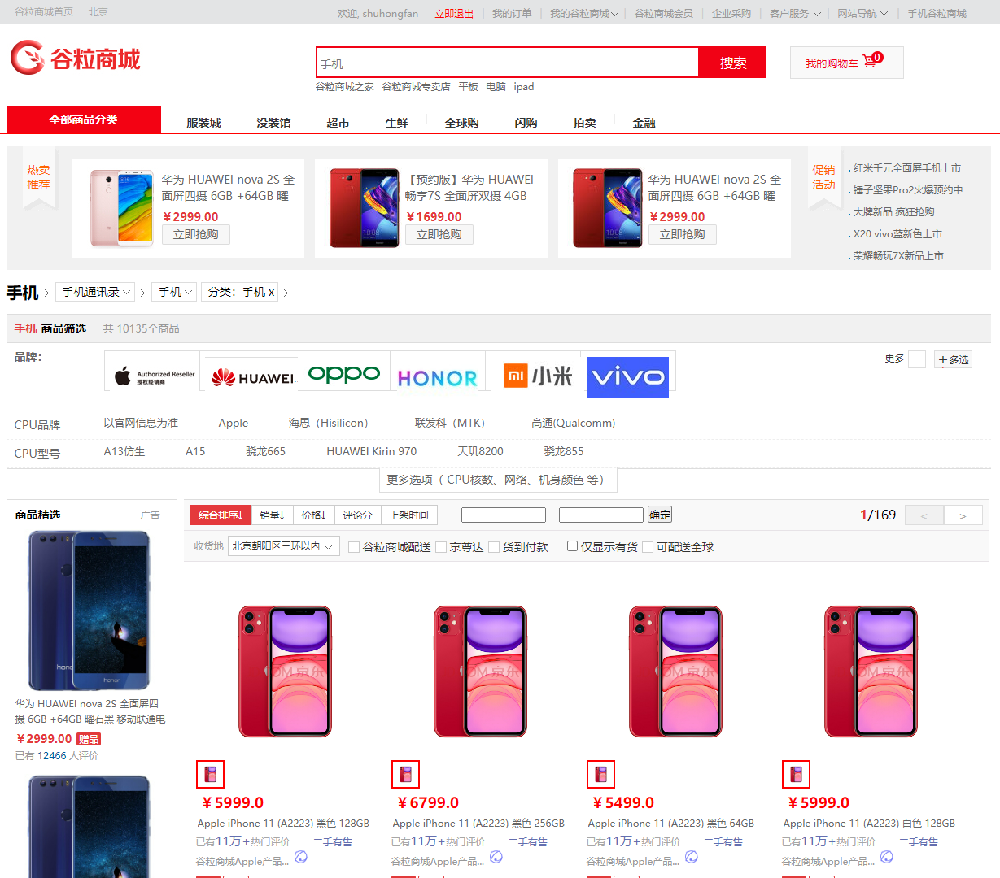 谷粒商城首页 北京 欢迎, shuhongfan 立即退出 我的订单 我的谷粒商城 谷粒商城会员 企业采购 客户服务 网站导航 手机谷粒商城
谷粒商城 手机 搜索 我的购物车 0
谷粒商城之家 谷粒商城专卖店 平板 电脑 ipad
全部商品分类 服装城 没装馆 超市 生鲜 全球购 闪购 拍卖 金融
热卖
推荐
华为 HUAWEI nova 2S 全
面屏四摄 6GB +64GB 曜
¥2999.00
立即抢购
【预约版】华为 HUAWEI
畅享7S 全面屏双摄 4GB
¥1699.00
立即抢购
华为 HUAWEI nova 2S 全
面屏四摄 6GB +64GB 曜
¥2999.00
立即抢购
促销
活动
. 红米千元全面屏手机上市
. 锤子坚果Pro2火爆预约中
. 大牌新品 疯狂抢购
. X20 vivo蓝新色上市
. 荣耀畅玩7X新品上市
手机 > 手机通讯录 > 手机 分类：手机 x >
手机 商品筛选 共 10135个商品
品牌： Authorized Reseller 授权经销商 HUAWEI OPPO HONOR mi 小米 vivo 更多 +多选
CPU品牌 以官网信息为准 Apple 海思（Hisilicon） 联发科（MTK） 高通(Qualcomm)
CPU型号 A13仿生 A15 骁龙665 HUAWEI Kirin 970 天玑8200 骁龙855
更多选项（ CPU核数、网络、机身颜色 等）
商品精选 广告
honor
honor
华为 HUAWEI nova 2S 全面屏四
摄 6GB +64GB 曜石黑 移动联通电
¥2999.00 赠品
已有 12466 人评价
综合排序↓ 销量↓ 价格↓ 评论分 上架时间 - 确定 1/169 < >
收货地 北京朝阳区三环以内 谷粒商城配送 京尊达 货到付款 仅显示有货 可配送全球
¥5999.0
Apple iPhone 11 (A2223) 黑色 128GB
已有11万+热门评价 二手有售
谷粒商城Apple产品...
¥6799.0
Apple iPhone 11 (A2223) 黑色 256GB
已有11万+热门评价 二手有售
谷粒商城Apple产品...
¥5499.0
Apple iPhone 11 (A2223) 黑色 64GB
已有11万+热门评价 二手有售
谷粒商城Apple产品...
¥5999.0
Apple iPhone 11 (A2223) 白色 128GB
已有11万+热门评价 二手有售
谷粒商城Apple产品...